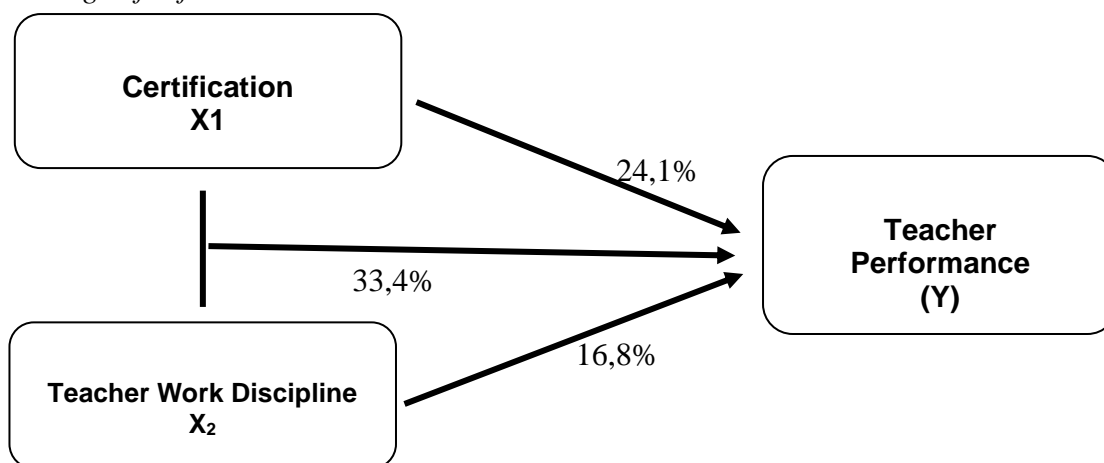 Certification
X1
24,1%
Teacher
Performance
(Y)
33,4%
16,8%
Teacher Work Discipline
X₂